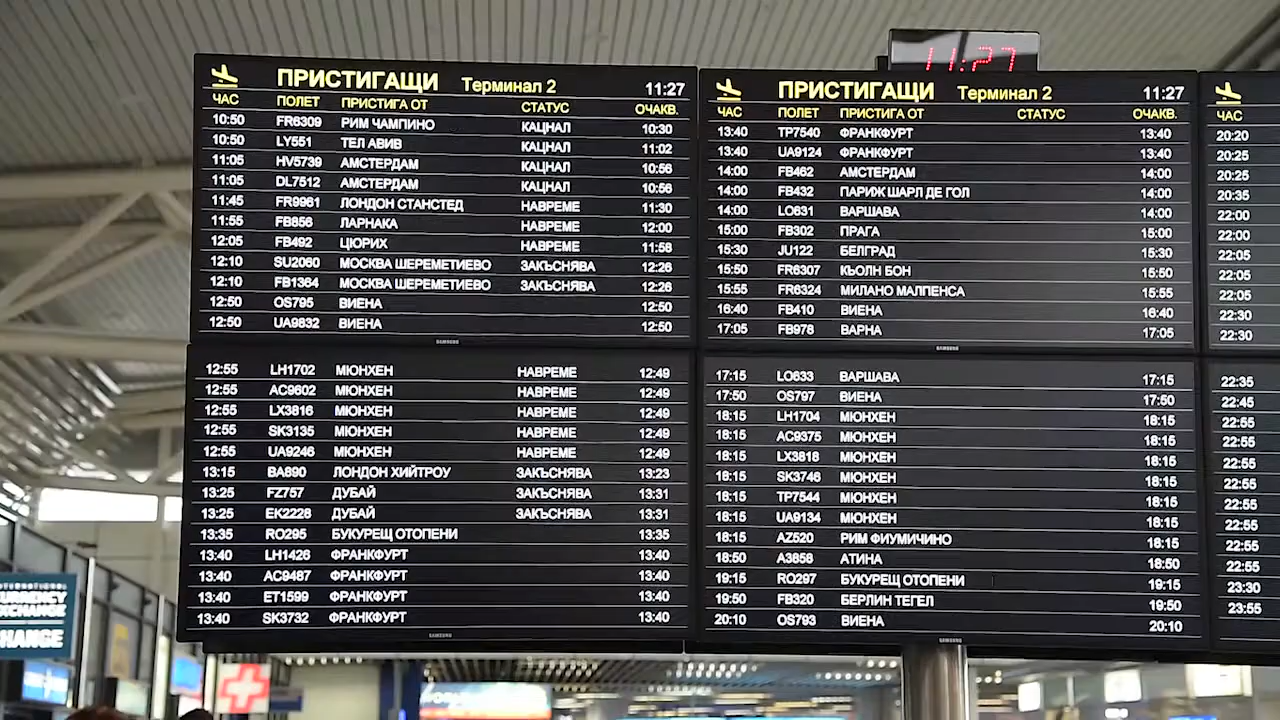 11:27
ПРИСТИГАЩИ Терминал 2 11:27
ЧАС ПОЛЕТ ПРИСТИГА ОТ СТАТУС ОЧАКВ.
10:50 FR6309 РИМ ЧАМПИНО КАЦНАЛ 10:30
10:50 LY551 ТЕЛ АВИВ КАЦНАЛ 11:02
11:05 HV5739 АМСТЕРДАМ КАЦНАЛ 10:56
11:05 DL7512 АМСТЕРДАМ КАЦНАЛ 10:56
11:45 FR9961 ЛОНДОН СТАНСТЕД НАВРЕМЕ 11:30
11:55 FB856 ЛАРНАКА НАВРЕМЕ 12:00
12:05 FB492 ЦЮРИХ НАВРЕМЕ 11:58
12:10 SU2060 МОСКВА ШЕРЕМЕТИЕВО ЗАКЪСНЯВА 12:26
12:10 FB1364 МОСКВА ШЕРЕМЕТИЕВО ЗАКЪСНЯВА 12:26
12:50 OS795 ВИЕНА 12:50
12:50 UA9832 ВИЕНА 12:50
SAMSUNG
12:55 LH1702 МЮНХЕН НАВРЕМЕ 12:49
12:55 AC9602 МЮНХЕН НАВРЕМЕ 12:49
12:55 LX3816 МЮНХЕН НАВРЕМЕ 12:49
12:55 SK3135 МЮНХЕН НАВРЕМЕ 12:49
12:55 UA9246 МЮНХЕН НАВРЕМЕ 12:49
13:15 BA890 ЛОНДОН ХИЙТРОУ ЗАКЪСНЯВА 13:23
13:25 FZ757 ДУБАЙ ЗАКЪСНЯВА 13:31
13:25 EK2228 ДУБАЙ ЗАКЪСНЯВА 13:31
13:35 RO295 БУКУРЕЩ ОТОПЕНИ 13:35
13:40 LH1426 ФРАНКФУРТ 13:40
13:40 AC9487 ФРАНКФУРТ 13:40
13:40 ET1599 ФРАНКФУРТ 13:40
13:40 SK3732 ФРАНКФУРТ 13:40
SAMSUNG
ПРИСТИГАЩИ Терминал 2 11:27
ЧАС ПОЛЕТ ПРИСТИГА ОТ СТАТУС ОЧАКВ.
13:40 TP7540 ФРАНКФУРТ 13:40
13:40 UA9124 ФРАНКФУРТ 13:40
14:00 FB462 АМСТЕРДАМ 14:00
14:00 FB432 ПАРИЖ ШАРЛ ДЕ ГОЛ 14:00
14:00 LO631 ВАРШАВА 14:00
15:00 FB302 ПРАГА 15:00
15:30 JU122 БЕЛГРАД 15:30
15:50 FR6307 КЬОЛН БОН 15:50
15:55 FR6324 МИЛАНО МАЛПЕНСА 15:55
16:40 FB410 ВИЕНА 16:40
17:05 FB978 ВАРНА 17:05
SAMSUNG
17:15 LO633 ВАРШАВА 17:15
17:50 OS797 ВИЕНА 17:50
18:15 LH1704 МЮНХЕН 18:15
18:15 AC9375 МЮНХЕН 18:15
18:15 LX3818 МЮНХЕН 18:15
18:15 SK3746 МЮНХЕН 18:15
18:15 TP7544 МЮНХЕН 18:15
18:15 UA9134 МЮНХЕН 18:15
18:15 AZ520 РИМ ФИУМИЧИНО 18:15
18:50 A3858 АТИНА 18:50
19:15 RO297 БУКУРЕЩ ОТОПЕНИ 19:15
19:50 FB320 БЕРЛИН ТЕГЕЛ 19:50
20:10 OS793 ВИЕНА 20:10
SAMSUNG
ЧАС
20:20
20:25
20:25
20:35
22:00
22:00
22:05
22:05
22:05
22:30
22:30
22:35
22:45
22:55
22:55
22:55
22:55
22:55
22:55
22:55
22:55
23:30
23:55
INTERNATIONAL
CURRENCY
EXCHANGE
CHANGE